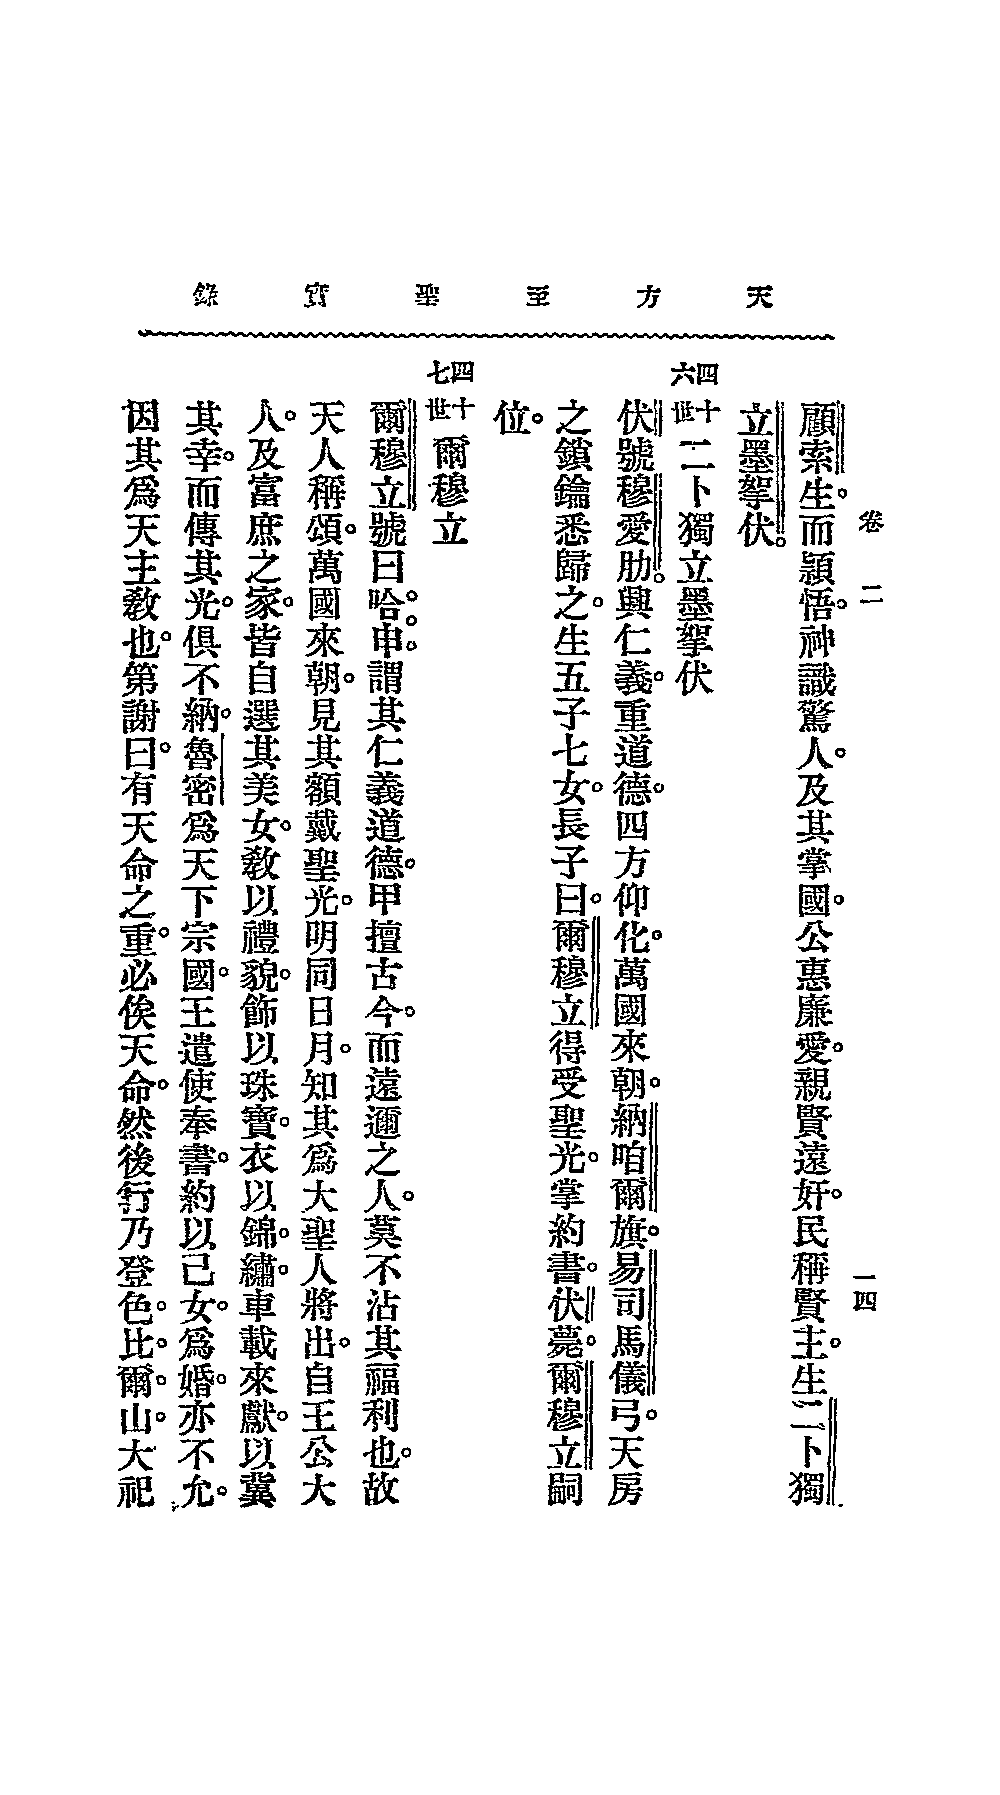 天方至聖實錄
卷二
一四
顧索生。而穎悟。神識驚人。及其掌國。公惠廉愛。親賢遠奸。民稱賢主。生二卜獨
立墨挐伏。
四十六世 二卜獨立墨挐伏
伏號穆愛肋。興仁義。重道德。四方仰化。萬國來朝。納咱爾旗。易司馬儀弓。天房
之鎖鑰悉歸之。生五子七女。長子曰。爾穆立得受聖光。掌約書。伏薨。爾穆立嗣
位。
四十七世 爾穆立
爾穆立號曰哈。申。謂其仁義道德。甲擅古今。而遠邇之人。莫不沾其福利也。故
天人稱頌。萬國來朝。見其額戴聖光。明同日月。知其爲大聖人將出。自王公大
人。及富庶之家。皆自選其美女。教以禮貌。飾以珠寶。衣以錦。繡。車載來獻。以冀
其幸。而傳其光。俱不納。魯密爲天下宗國。王遣使奉書。約以己女。爲婚。亦不允。
因其爲天主教也。第謝曰。有天命之重。必俟天命。然後行乃登色。比。爾。山。大祀